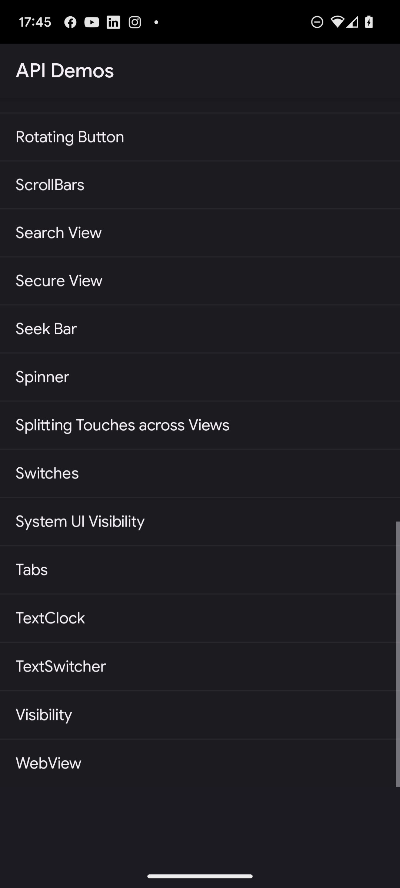 17:45
API Demos
Rotating Button
ScrollBars
Search View
Secure View
Seek Bar
Spinner
Splitting Touches across Views
Switches
System UI Visibility
Tabs
TextClock
TextSwitcher
Visibility
WebView